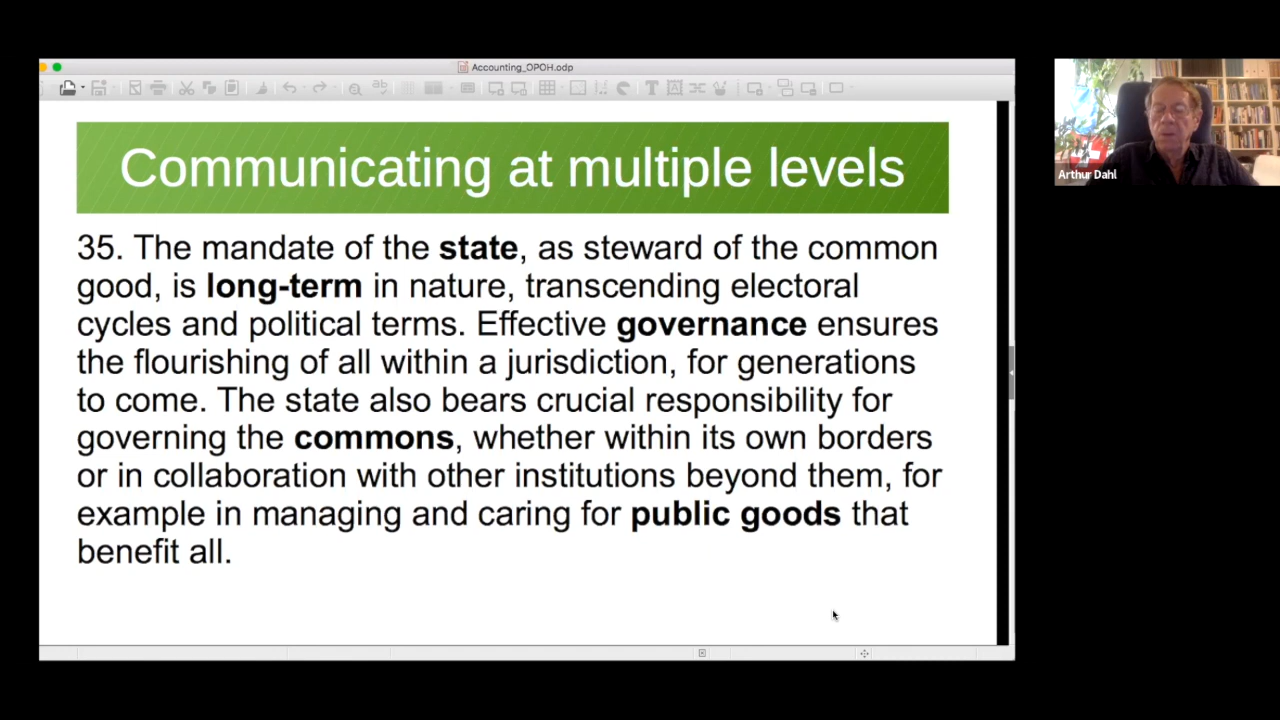 Accounting_OPOH.odp
Communicating at multiple levels
35. The mandate of the state, as steward of the common
good, is long-term in nature, transcending electoral
cycles and political terms. Effective governance ensures
the flourishing of all within a jurisdiction, for generations
to come. The state also bears crucial responsibility for
governing the commons, whether within its own borders
or in collaboration with other institutions beyond them, for
example in managing and caring for public goods that
benefit all.
Arthur Dahl